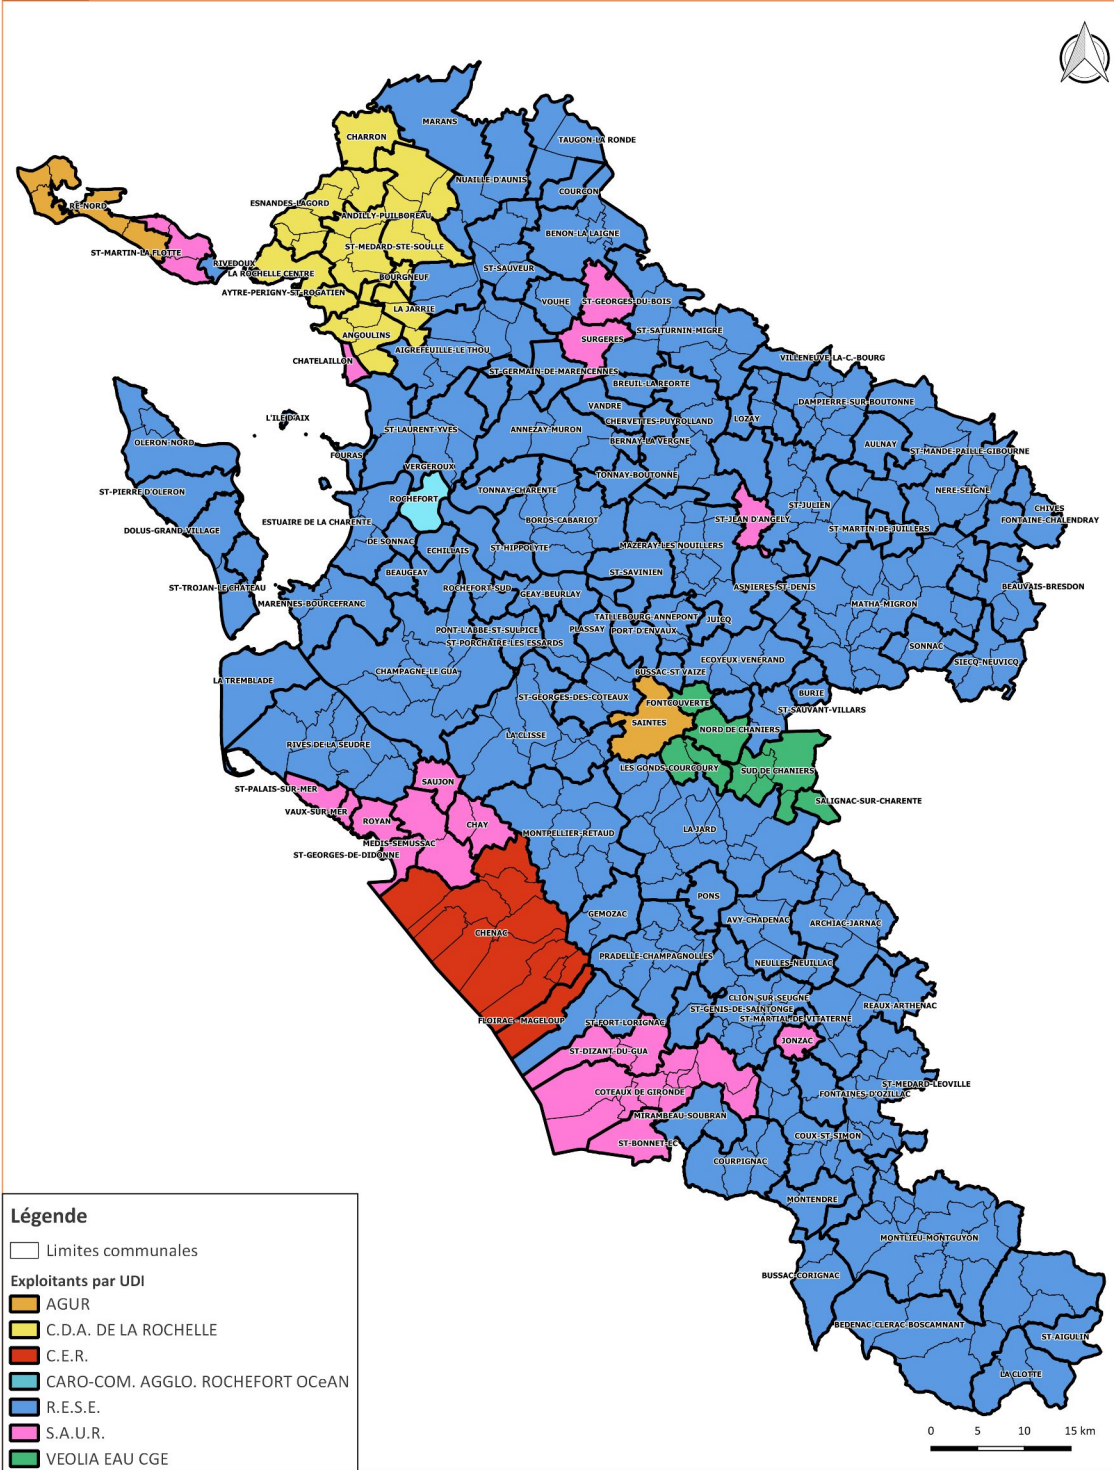 MARANS
CHARRON
TAUGON-LA RONDE
NUAILLE-D'AUNIS
COURCON
RE-NORD
ESNANDES-LAGORD
ANDILLY-PUILBOREAU
BENON-LA LAIGNE
ST-MEDARD-STE-SOULLE
ST-MARTIN-LA FLOTTE
RIVEDOUX
LA ROCHELLE CENTRE
BOURGNEUF
ST-SAUVEUR
AYTRE-PERIGNY-ST-ROGATIEN
VOUHE
ST-GEORGES-DU-BOIS
LA JARRIE
ANGOULINS
SURGERES
ST-SATURNIN-MIGRE
CHATELAILLON
AIGREFEUILLE-LE THOU
VILLENEUVE-LA-C.-BOURG
ST-GERMAIN-DE-MARENCENNES
BREUIL-LA REORTE
DAMPIERRE-SUR-BOUTONNE
VANDRE
L'ILE D'AIX
CHERVETTES-PUYROLLAND
LOZAY
ST-LAURENT-YVES
ANNEZAY-MURON
OLERON-NORD
BERNAY-LA VERGNE
AULNAY
ST-MANDE-PAILLE-GIBOURNE
FOURAS
VERGEROUX
TONNAY-BOUTONNE
ST-PIERRE D'OLERON
ROCHEFORT
TONNAY-CHARENTE
NERE-SEIGNE
ST-JULIEN
CHIVES
FONTAINE-CHALENDRAY
ESTUAIRE DE LA CHARENTE
BORDS-CABARIOT
ST-JEAN D'ANGELY
ST-MARTIN-DE-JUILLERS
DOLUS-GRAND-VILLAGE
DE SONNAC
ECHILLAIS
ST-HIPPOLYTE
MAZERAY-LES NOUILLERS
BEAUGEAY
ST-SAVINIEN
ST-TROJAN-LE CHATEAU
ROCHEFORT-SUD
GEAY-BEURLAY
ASNIERES-ST-DENIS
BEAUVAIS-BRESDON
MARENNES-BOURCEFRANC
MATHA-MIGRON
TAILLEBOURG-ANNEPONT
JUICQ
PONT-L'ABBE-ST-SULPICE
PLASSAY
PORT-D'ENVAUX
ST-PORCHAIRE-LES ESSARDS
SONNAC
CHAMPAGNE-LE GUA
ECOYEUX-VENERAND
SIECQ-NEUVICQ
BUSSAC-ST VAIZE
LA TREMBLADE
ST-GEORGES-DES-COTEAUX
FONTCOUVERTE
BURIE
ST-SAUVANT-VILLARS
SAINTES
NORD DE CHANIERS
LA CLISSE
RIVES DE LA SEUDRE
LES GONDS-COURCOURY
SUD DE CHANIERS
SAUJON
ST-PALAIS-SUR-MER
SALIGNAC-SUR-CHARENTE
VAUX-SUR-MER
ROYAN
CHAY
MONTPELLIER-RETAUD
LA JARD
MEDIS-SEMUSSAC
ST-GEORGES-DE-DIDONNE
PONS
GEMOZAC
AVY-CHADENAC
ARCHIAC-JARNAC
CHENAC
PRADELLE-CHAMPAGNOLLES
NEULLES-NEUILLAC
CLION-SUR-SEUGNE
REAUX-ARTHENAC
ST-GENIS-DE-SAINTONGE
FLOIRAC - MAGELOUP
ST-FORT-LORIGNAC
ST-MARTIAL-DE-VITATERNE
JONZAC
ST-DIZANT-DU-GUA
ST-MEDARD-LEOVILLE
COTEAUX DE GIRONDE
FONTAINES-D'OZILLAC
MIRAMBEAU-SOUBRAN
COUX-ST-SIMON
ST-BONNET-EC
COURPIGNAC
MONTENDRE
MONTLIEU-MONTGUYON
BUSSAC-CORIGNAC
BEDENAC-CLERAC-BOSCAMNANT
ST-AIGULIN
LA CLOTTE
Légende
Limites communales
Exploitants par UDI
AGUR
C.D.A. DE LA ROCHELLE
C.E.R.
CARO-COM. AGGLO. ROCHEFORT OCeAN
R.E.S.E.
S.A.U.R.
VEOLIA EAU CGE
0 5 10 15 km